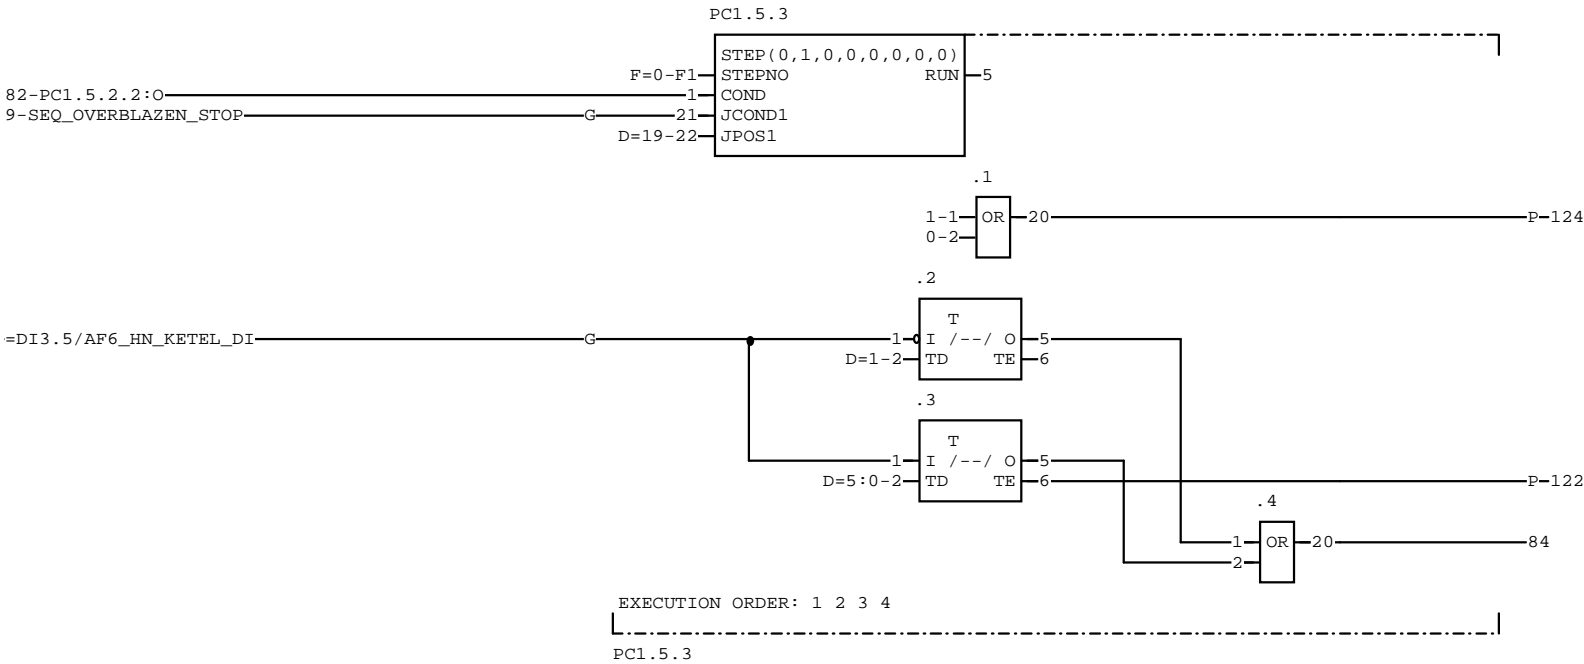 PC1.5.3
STEP(0,1,0,0,0,0,0,0)
F=0-F1 STEPNO RUN 5
82-PC1.5.2.2:O 1 COND
9-SEQ_OVERBLAZEN_STOP G 21 JCOND1
D=19-22 JPOS1
.1
1-1 OR 20 P-124
0-2
.2
T
=DI3.5/AF6_HN_KETEL_DI G 1 I /--/ O 5
D=1-2 TD TE 6
.3
T
1 I /--/ O 5
D=5:0-2 TD TE 6 P-122
.4
1 OR 20 84
2
EXECUTION ORDER: 1 2 3 4
PC1.5.3